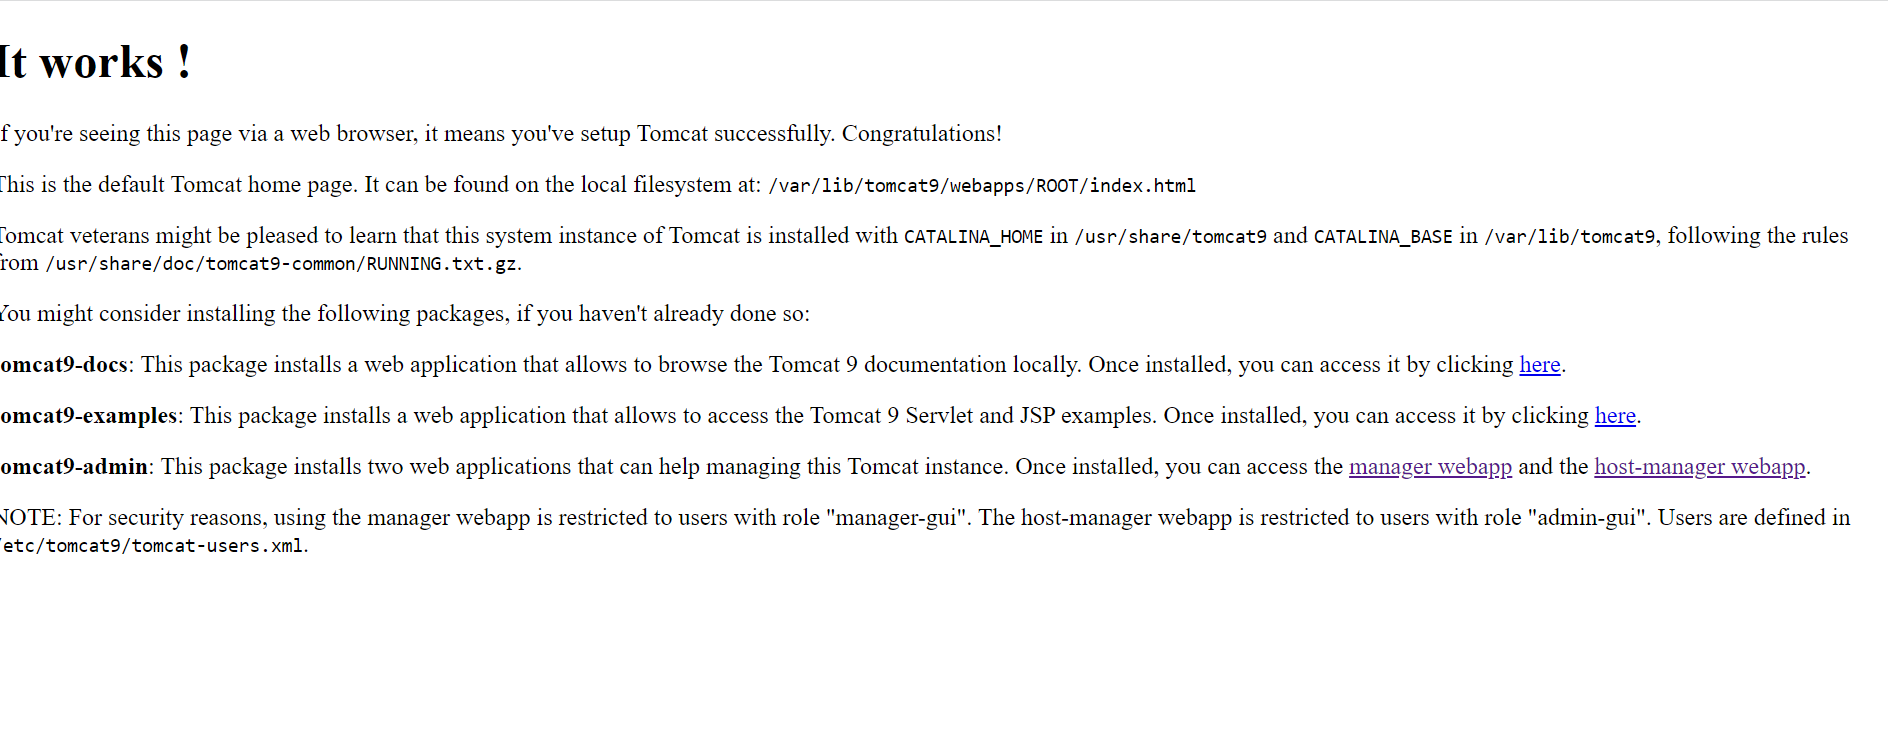 It works !
f you're seeing this page via a web browser, it means you've setup Tomcat successfully. Congratulations!
This is the default Tomcat home page. It can be found on the local filesystem at: /var/lib/tomcat9/webapps/ROOT/index.html
Tomcat veterans might be pleased to learn that this system instance of Tomcat is installed with CATALINA_HOME in /usr/share/tomcat9 and CATALINA_BASE in /var/lib/tomcat9, following the rules
from /usr/share/doc/tomcat9-common/RUNNING.txt.gz.
You might consider installing the following packages, if you haven't already done so:
omcat9-docs: This package installs a web application that allows to browse the Tomcat 9 documentation locally. Once installed, you can access it by clicking here.
omcat9-examples: This package installs a web application that allows to access the Tomcat 9 Servlet and JSP examples. Once installed, you can access it by clicking here.
omcat9-admin: This package installs two web applications that can help managing this Tomcat instance. Once installed, you can access the manager webapp and the host-manager webapp.
NOTE: For security reasons, using the manager webapp is restricted to users with role "manager-gui". The host-manager webapp is restricted to users with role "admin-gui". Users are defined in
/etc/tomcat9/tomcat-users.xml.